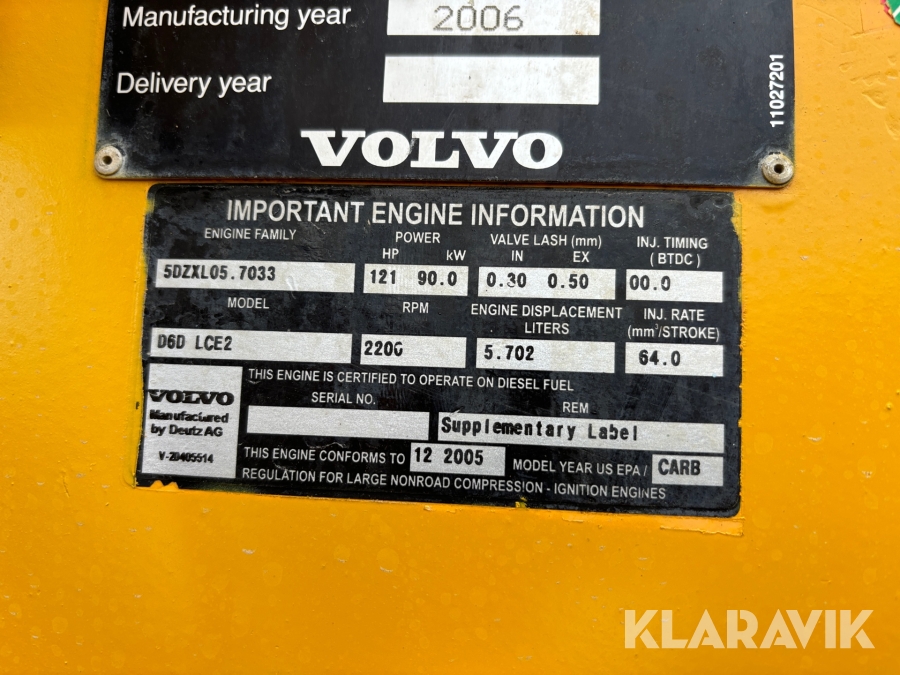 Manufacturing year 2006
Delivery year
11027201
VOLVO
IMPORTANT ENGINE INFORMATION
ENGINE FAMILY
POWER
HP kW
VALVE LASH (mm)
IN EX
INJ. TIMING
(BTDC)
5DZXL05.7033
121 90.0
0.30 0.50
00.0
MODEL
RPM
ENGINE DISPLACEMENT
LITERS
INJ. RATE
(mm³/STROKE)
D6D LCE2
2200
5.702
64.0
THIS ENGINE IS CERTIFIED TO OPERATE ON DIESEL FUEL
SERIAL NO.
REM
Supplementary Label
VOLVO
Manufactured
by Deutz AG
V-20405514
THIS ENGINE CONFORMS TO 12 2005 MODEL YEAR US EPA / CARB
REGULATION FOR LARGE NONROAD COMPRESSION - IGNITION ENGINES
KLARAVIK